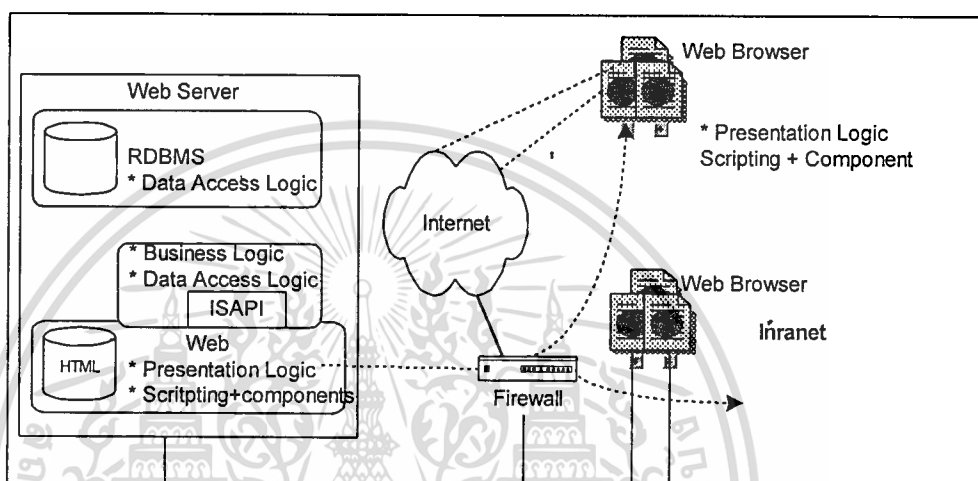 Web Server
RDBMS
* Data Access Logic
* Business Logic
* Data Access Logic
ISAPI
HTML
Web
* Presentation Logic
* Scritpting+components
Internet
Firewall
Web Browser
* Presentation Logic
Scripting + Component
Web Browser
Inranet